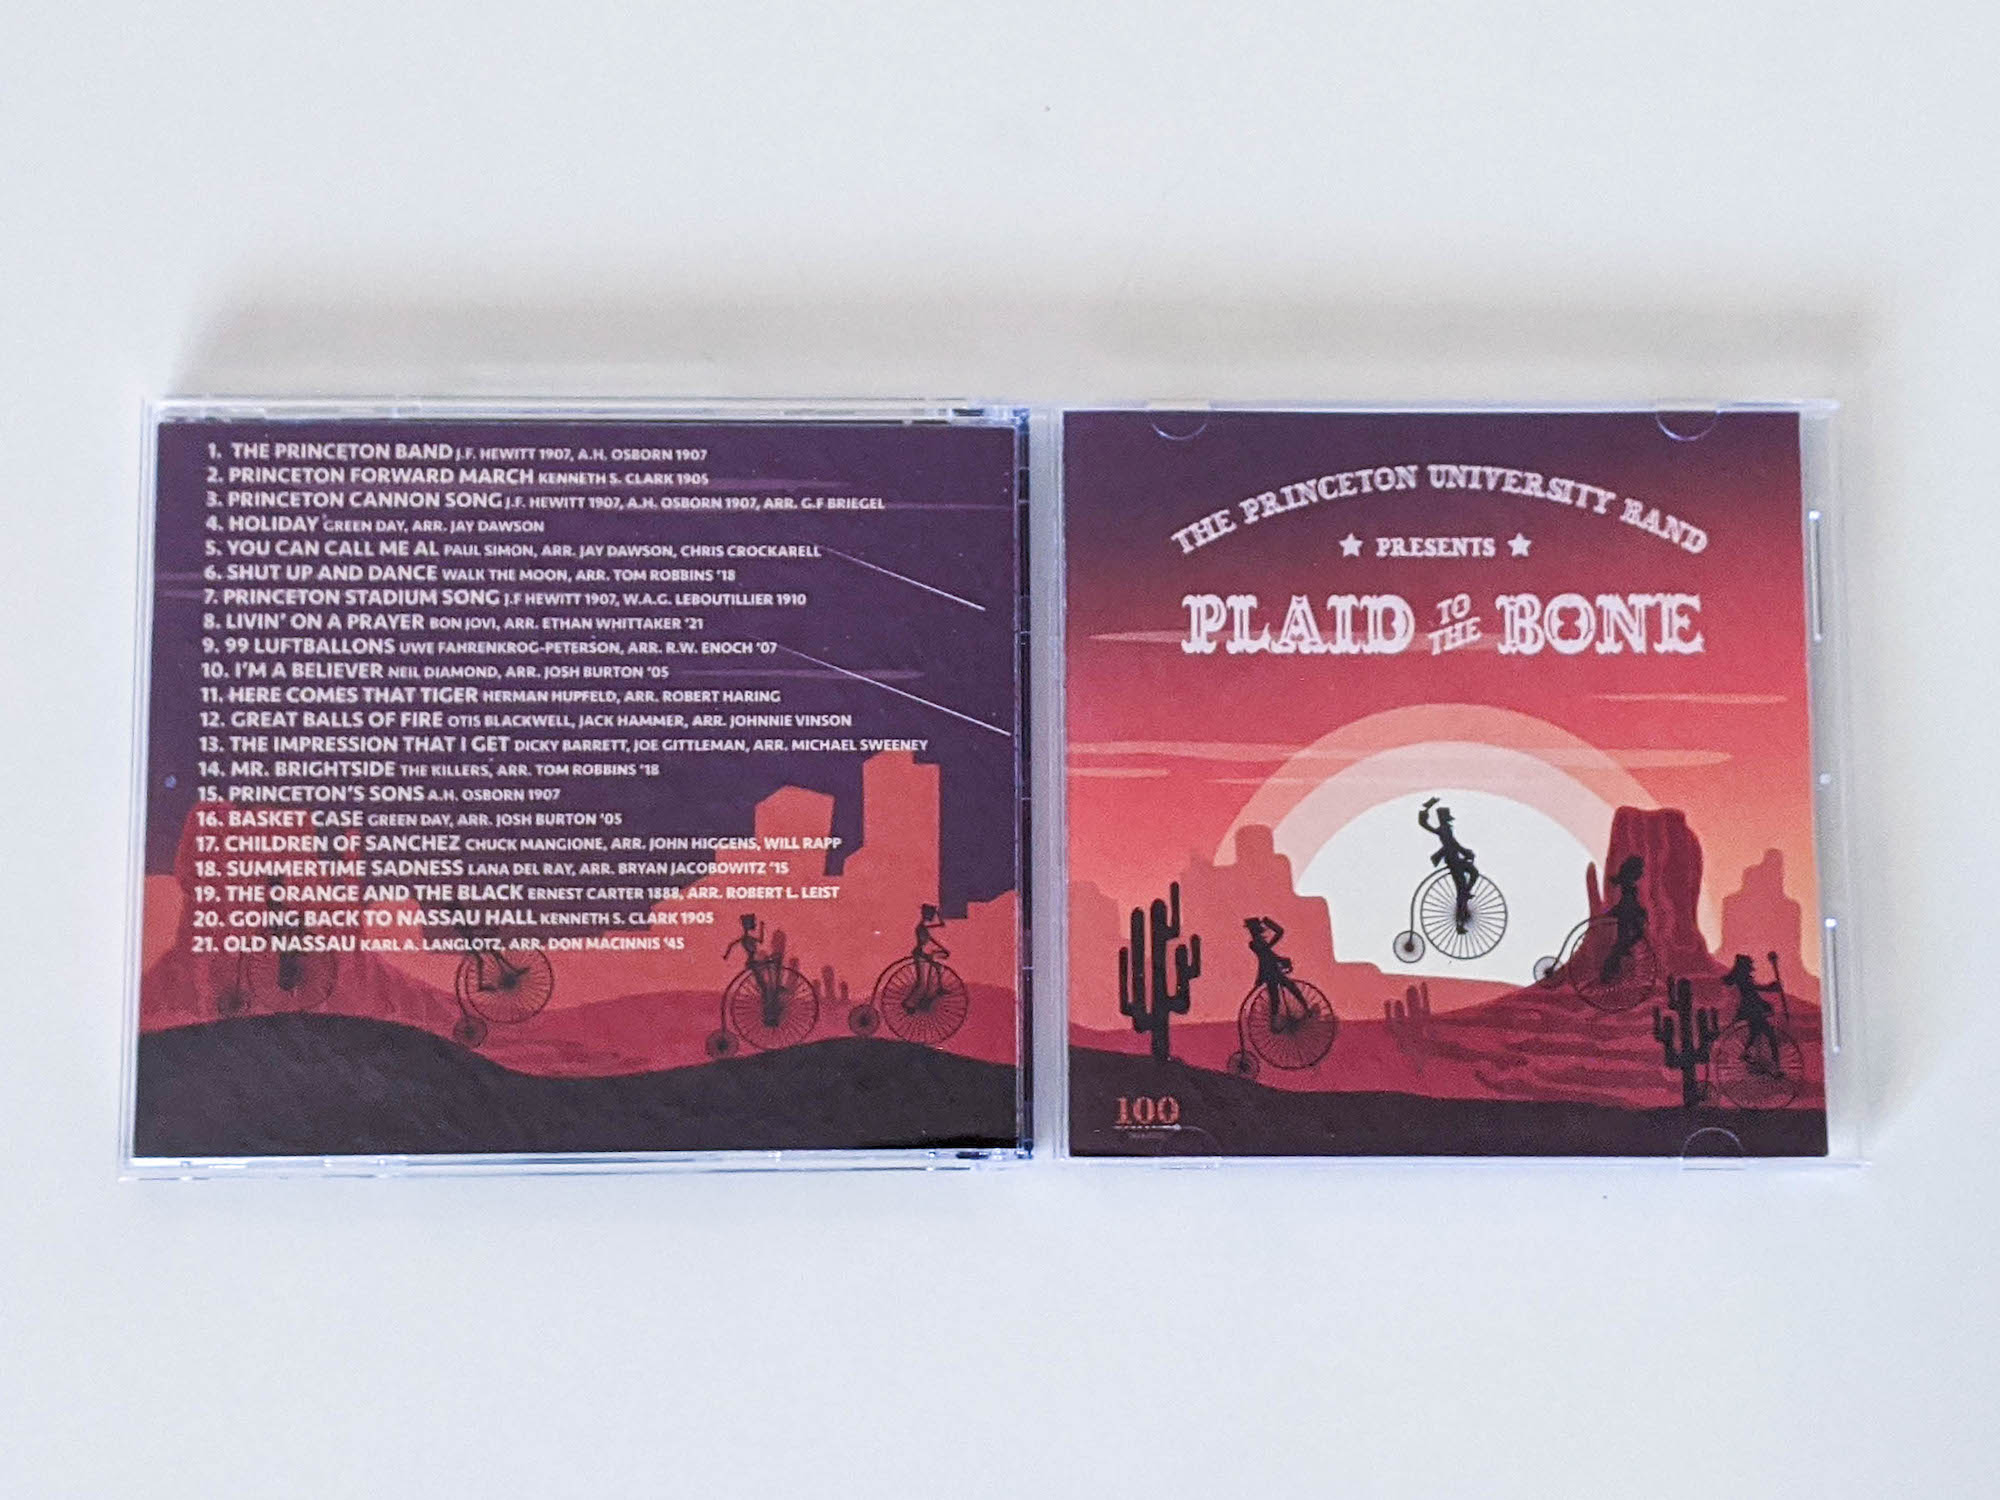 1. THE PRINCETON BAND J.F. HEWITT 1907, A.H. OSBORN 1907
2. PRINCETON FORWARD MARCH KENNETH S. CLARK 1905
3. PRINCETON CANNON SONG J.F. HEWITT 1907, A.H. OSBORN 1907, ARR. G.F BRIEGEL
4. HOLIDAY GREEN DAY, ARR. JAY DAWSON
5. YOU CAN CALL ME AL PAUL SIMON, ARR. JAY DAWSON, CHRIS CROCKARELL
6. SHUT UP AND DANCE WALK THE MOON, ARR. TOM ROBBINS '18
7. PRINCETON STADIUM SONG J.F HEWITT 1907, W.A.G. LEBOUTILLIER 1910
8. LIVIN' ON A PRAYER BON JOVI, ARR. ETHAN WHITTAKER '21
9. 99 LUFTBALLONS UWE FAHRENKROG-PETERSON, ARR. R.W. ENOCH '07
10. I'M A BELIEVER NEIL DIAMOND, ARR. JOSH BURTON '05
11. HERE COMES THAT TIGER HERMAN HUPFELD, ARR. ROBERT HARING
12. GREAT BALLS OF FIRE OTIS BLACKWELL, JACK HAMMER, ARR. JOHNNIE VINSON
13. THE IMPRESSION THAT I GET DICKY BARRETT, JOE GITTLEMAN, ARR. MICHAEL SWEENEY
14. MR. BRIGHTSIDE THE KILLERS, ARR. TOM ROBBINS '18
15. PRINCETON'S SONS A.H. OSBORN 1907
16. BASKET CASE GREEN DAY, ARR. JOSH BURTON '05
17. CHILDREN OF SANCHEZ CHUCK MANGIONE, ARR. JOHN HIGGENS, WILL RAPP
18. SUMMERTIME SADNESS LANA DEL RAY, ARR. BRYAN JACOBOWITZ '15
19. THE ORANGE AND THE BLACK ERNEST CARTER 1888, ARR. ROBERT L. LEIST
20. GOING BACK TO NASSAU HALL KENNETH S. CLARK 1905
21. OLD NASSAU KARL A. LANGLOTZ, ARR. DON MACINNIS '45
THE PRINCETON UNIVERSITY BAND
PRESENTS
PLAID TO THE BONE
100